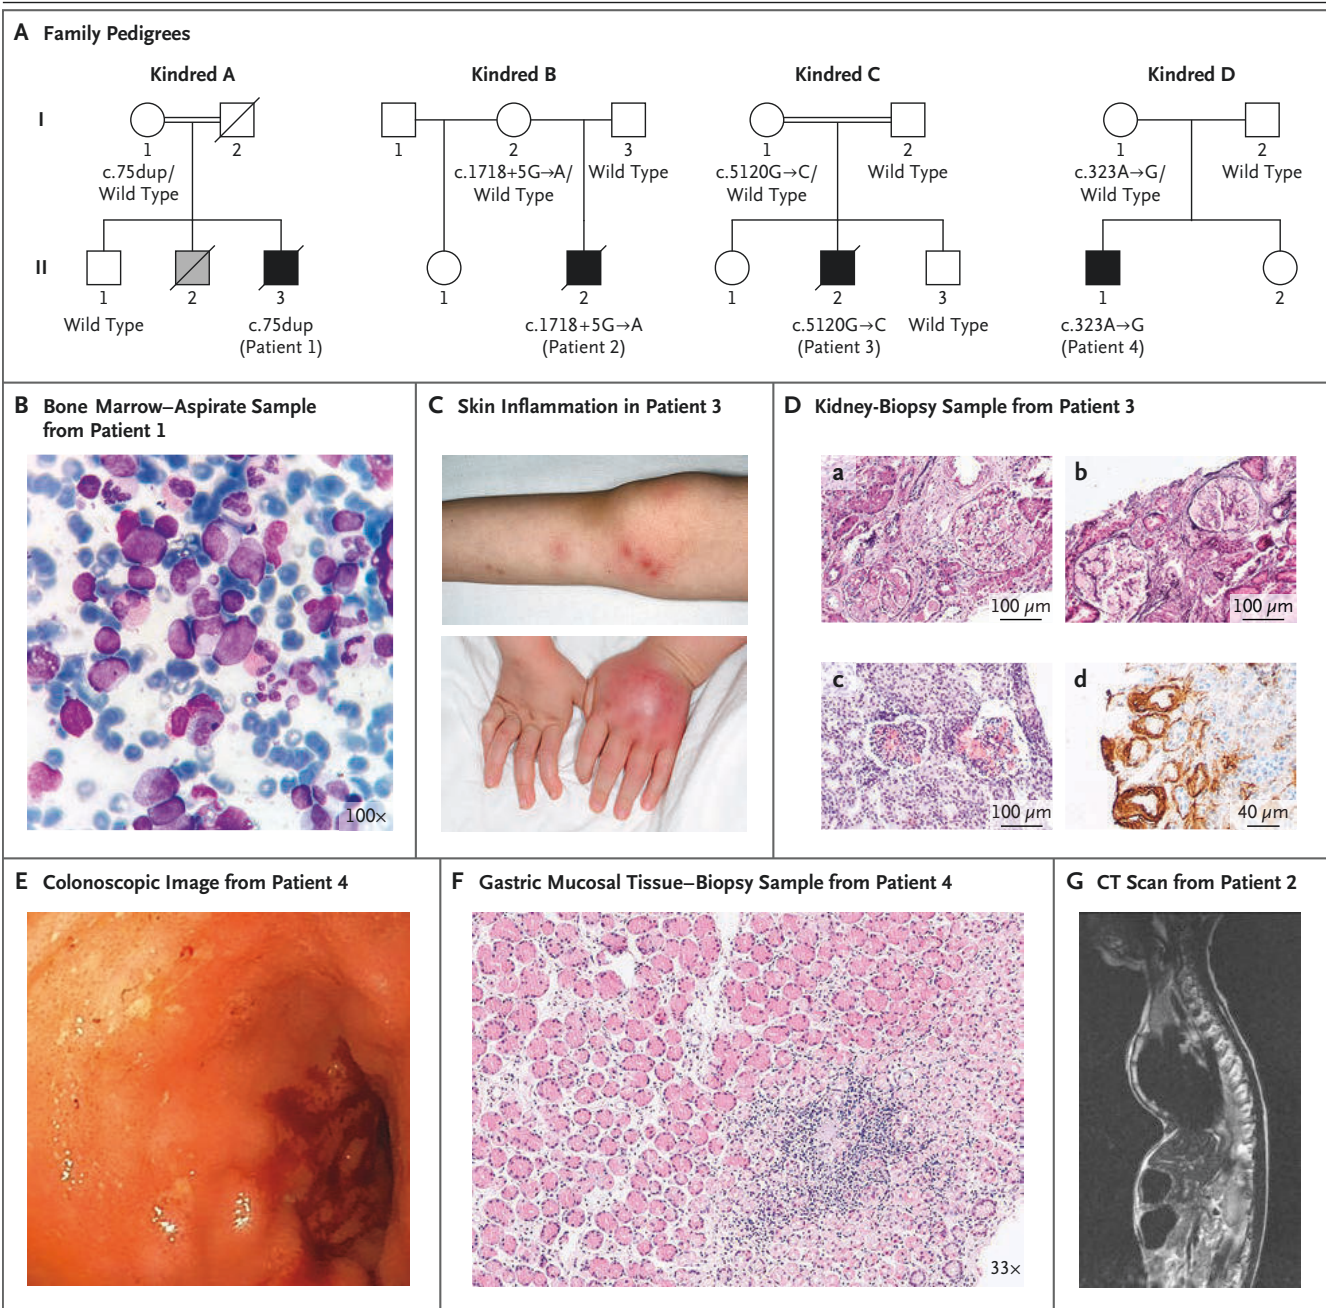 A Family Pedigrees
Kindred A Kindred B Kindred C Kindred D
I
1 2 1 2 3 1 2 1 2
c.75dup/ c.1718+5G→A/ Wild Type c.5120G→C/ Wild Type c.323A→G/ Wild Type
Wild Type Wild Type Wild Type Wild Type
II
1 2 3 1 2 1 2 3 1 2
Wild Type c.75dup c.1718+5G→A c.5120G→C Wild Type c.323A→G
(Patient 1) (Patient 2) (Patient 3) (Patient 4)
B Bone Marrow–Aspirate Sample
from Patient 1
100×
C Skin Inflammation in Patient 3
D Kidney-Biopsy Sample from Patient 3
a b
100 μm 100 μm
c d
100 μm 40 μm
E Colonoscopic Image from Patient 4
F Gastric Mucosal Tissue–Biopsy Sample from Patient 4
33×
G CT Scan from Patient 2